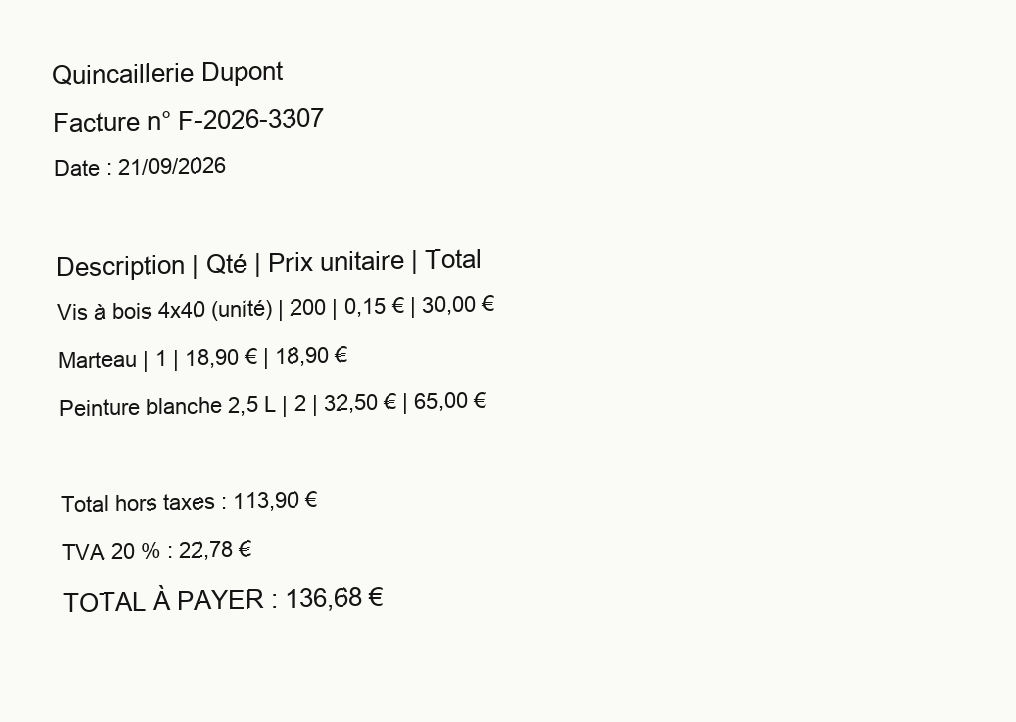 Quincaillerie Dupont
Facture n° F-2026-3307
Date : 21/09/2026
Description | Qté | Prix unitaire | Total
Vis à bois 4x40 (unité) | 200 | 0,15 € | 30,00 €
Marteau | 1 | 18,90 € | 18,90 €
Peinture blanche 2,5 L | 2 | 32,50 € | 65,00 €
Total hors taxes : 113,90 €
TVA 20 % : 22,78 €
TOTAL À PAYER : 136,68 €